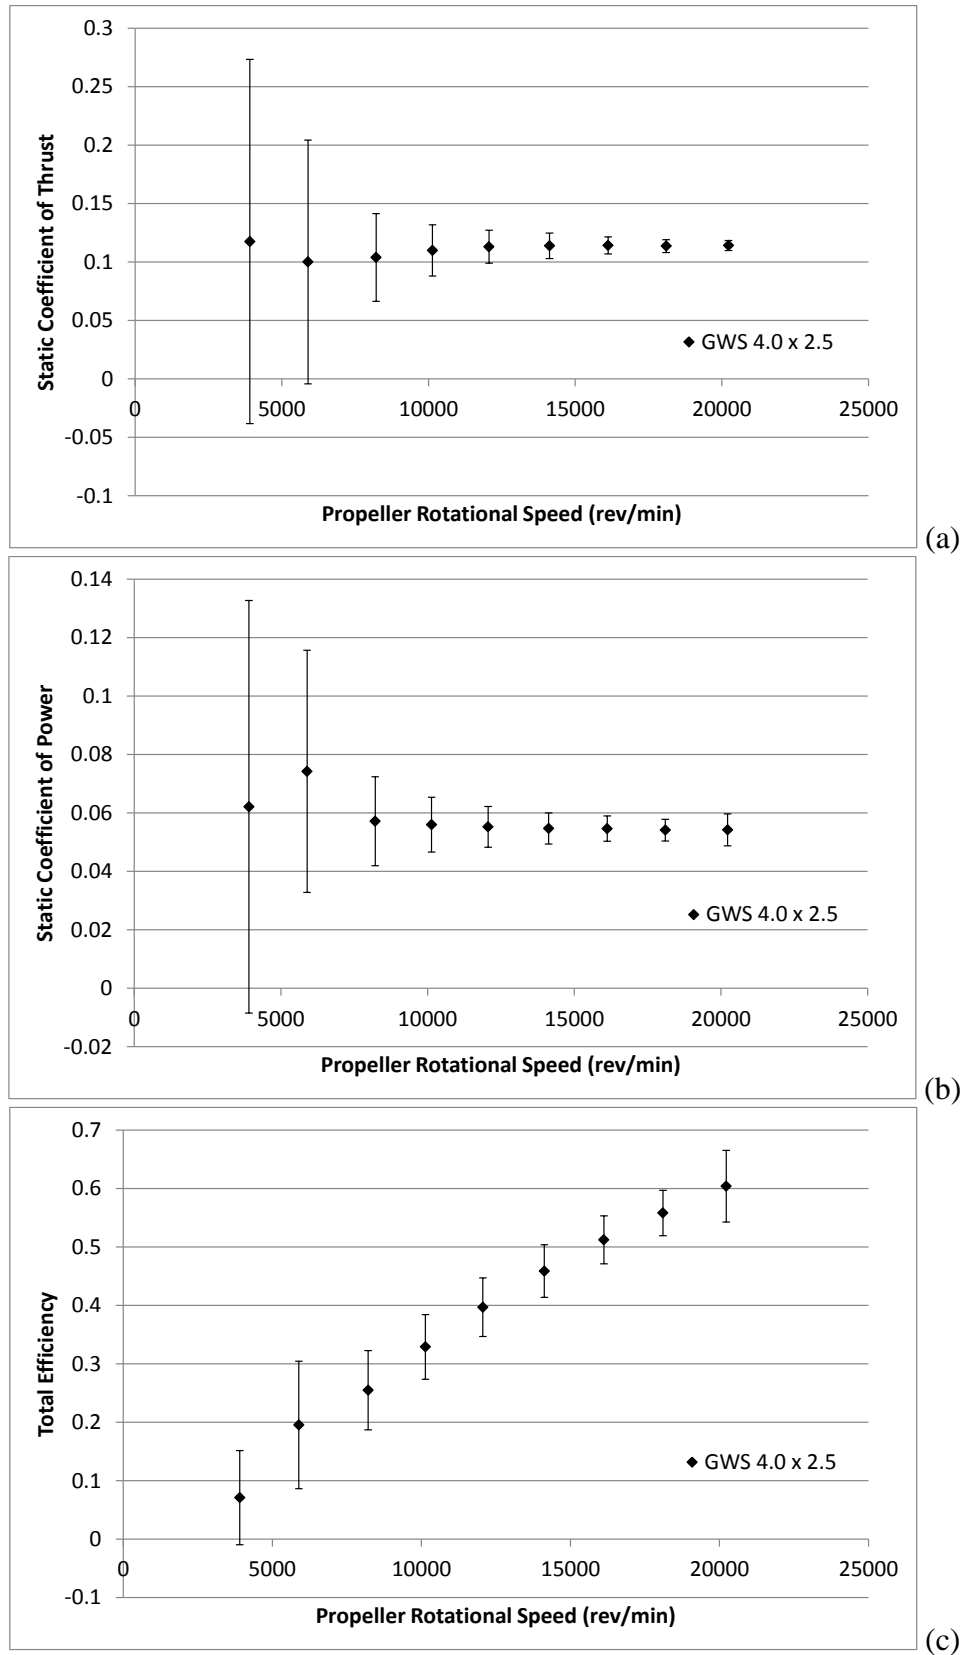 0.3
0.25
0.2
0.15
0.1
0.05
0
-0.05
-0.1
Static Coefficient of Thrust
0 5000 10000 15000 20000 25000
GWS 4.0 x 2.5
Propeller Rotational Speed (rev/min)
(a)
0.14
0.12
0.1
0.08
0.06
0.04
0.02
0
-0.02
Static Coefficient of Power
0 5000 10000 15000 20000 25000
GWS 4.0 x 2.5
Propeller Rotational Speed (rev/min)
(b)
0.7
0.6
0.5
0.4
0.3
0.2
0.1
0
-0.1
Total Efficiency
0 5000 10000 15000 20000 25000
GWS 4.0 x 2.5
Propeller Rotational Speed (rev/min)
(c)